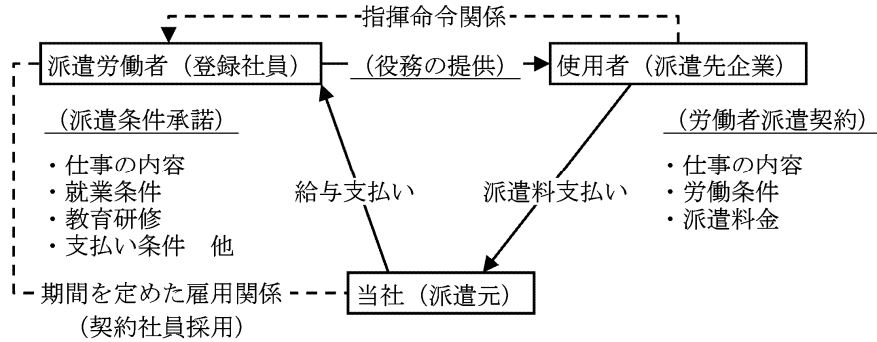 指揮命令関係
派遣労働者（登録社員）
（役務の提供）
使用者（派遣先企業）
（派遣条件承諾）
・仕事の内容
・就業条件
・教育研修
・支払い条件　他
給与支払い
派遣料支払い
（労働者派遣契約）
・仕事の内容
・労働条件
・派遣料金
期間を定めた雇用関係
（契約社員採用）
当社（派遣元）